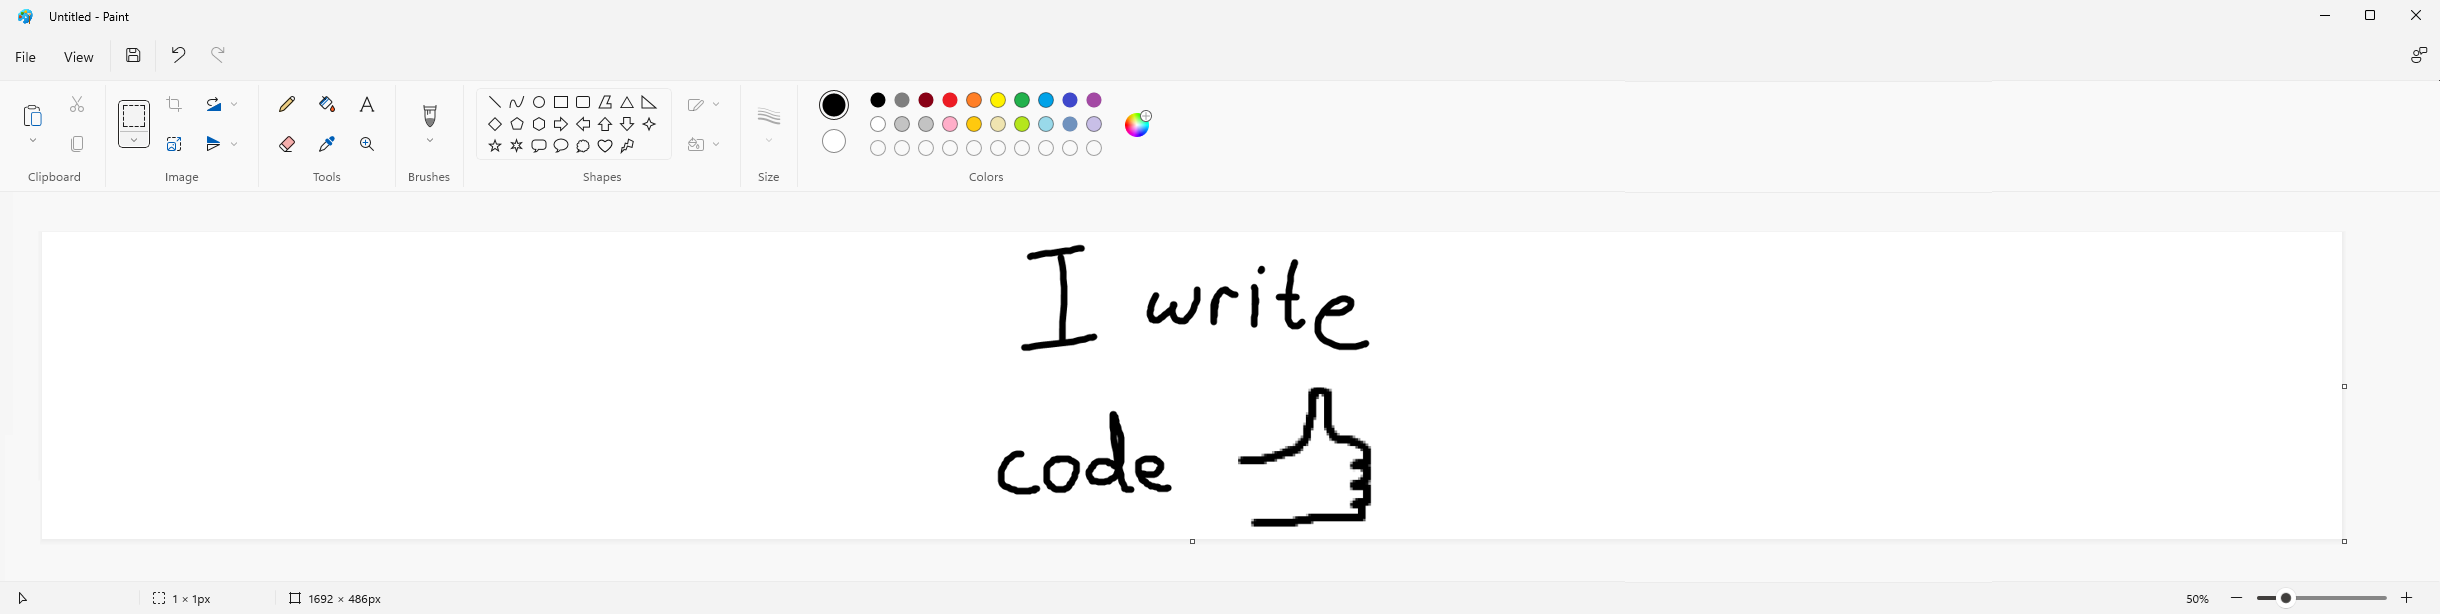 Untitled - Paint
File View
Clipboard Image Tools Brushes Shapes Size Colors
I write
code
1 × 1px 1692 × 486px 50%